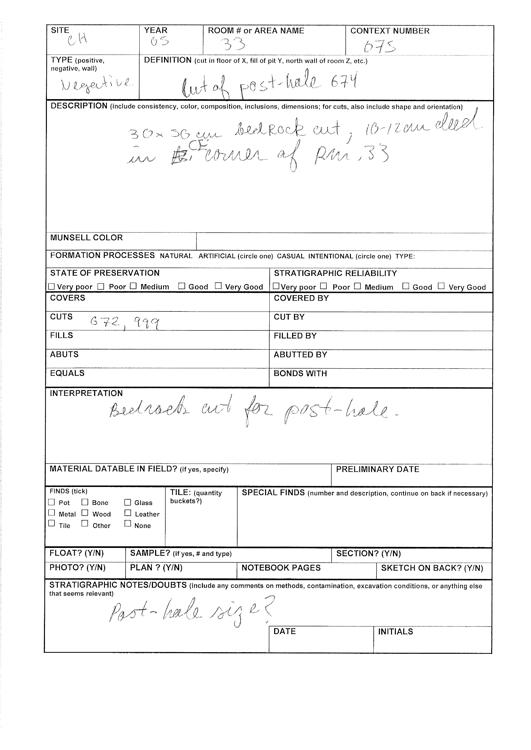 SITE YEAR ROOM # or AREA NAME CONTEXT NUMBER
CH 05 33 675
TYPE (positive, negative, wall) DEFINITION (cut in floor of X, fill of pit Y, north wall of room Z, etc.)
Negative Cut of post-hole 674
DESCRIPTION (include consistency, color, composition, inclusions, dimensions; for cuts, also include shape and orientation)
30 x 30 cm bedrock cut, 10-12 cm deed
in corner of Rm. 33
MUNSELL COLOR
FORMATION PROCESSES NATURAL ARTIFICIAL (circle one) CASUAL INTENTIONAL (circle one) TYPE:
STATE OF PRESERVATION STRATIGRAPHIC RELIABILITY
☐ Very poor ☐ Poor ☐ Medium ☐ Good ☐ Very Good ☐ Very poor ☐ Poor ☐ Medium ☐ Good ☐ Very Good
COVERS COVERED BY
CUTS 672, 999 CUT BY
FILLS FILLED BY
ABUTS ABUTTED BY
EQUALS BONDS WITH
INTERPRETATION
Bedrock cut for post-hole.
MATERIAL DATABLE IN FIELD? (if yes, specify) PRELIMINARY DATE
FINDS (tick) TILE: (quantity buckets?) SPECIAL FINDS (number and description, continue on back if necessary)
☐ Pot ☐ Bone ☐ Glass
☐ Metal ☐ Wood ☐ Leather
☐ Tile ☐ Other ☐ None
FLOAT? (Y/N) SAMPLE? (if yes, # and type) SECTION? (Y/N)
PHOTO? (Y/N) PLAN ? (Y/N) NOTEBOOK PAGES SKETCH ON BACK? (Y/N)
STRATIGRAPHIC NOTES/DOUBTS (Include any comments on methods, contamination, excavation conditions, or anything else
that seems relevant)
Post-hole size?
DATE INITIALS